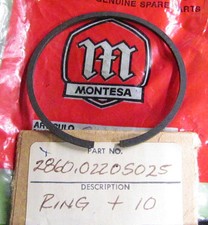 GENUINE SPARE PARTS
M
MONTESA
PART NO.
2860.0220S025
DESCRIPTION
RING + 10